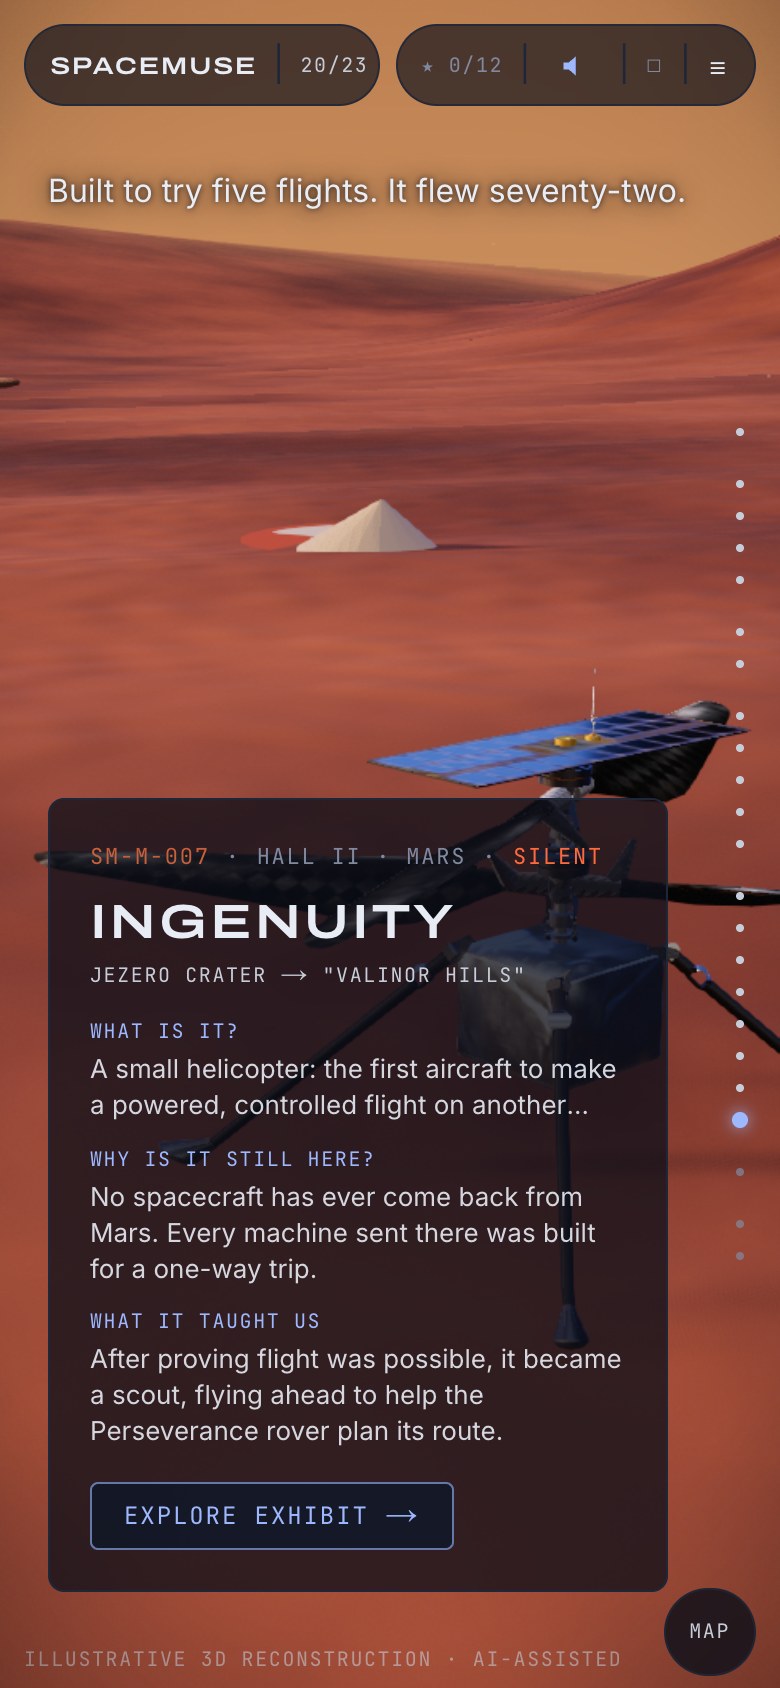 SPACEMUSE
20/23
★ 0/12
Built to try five flights. It flew seventy-two.
SM-M-007 · HALL II · MARS · SILENT
INGENUITY
JEZERO CRATER → "VALINOR HILLS"
WHAT IS IT?
A small helicopter: the first aircraft to make
a powered, controlled flight on another...
WHY IS IT STILL HERE?
No spacecraft has ever come back from
Mars. Every machine sent there was built
for a one-way trip.
WHAT IT TAUGHT US
After proving flight was possible, it became
a scout, flying ahead to help the
Perseverance rover plan its route.
EXPLORE EXHIBIT →
MAP
ILLUSTRATIVE 3D RECONSTRUCTION · AI-ASSISTED